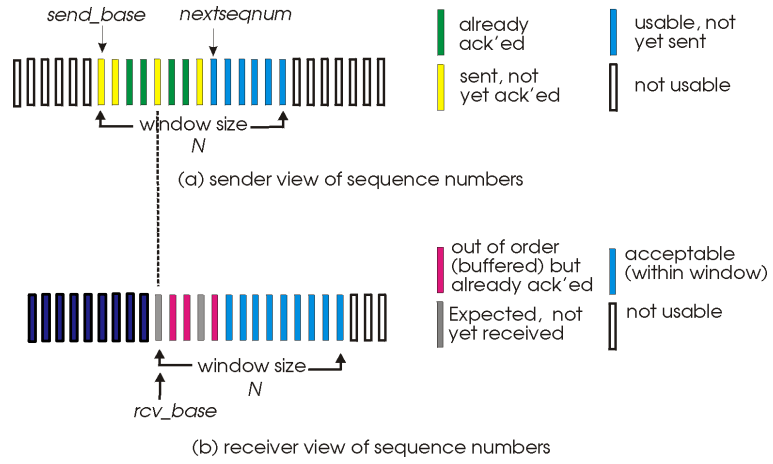 send_base
nextseqnum
already
ack'ed
usable, not
yet sent
sent, not
yet ack'ed
not usable
window size
N
(a) sender view of sequence numbers
out of order
(buffered) but
already ack'ed
acceptable
(within window)
Expected, not
yet received
not usable
window size
N
rcv_base
(b) receiver view of sequence numbers